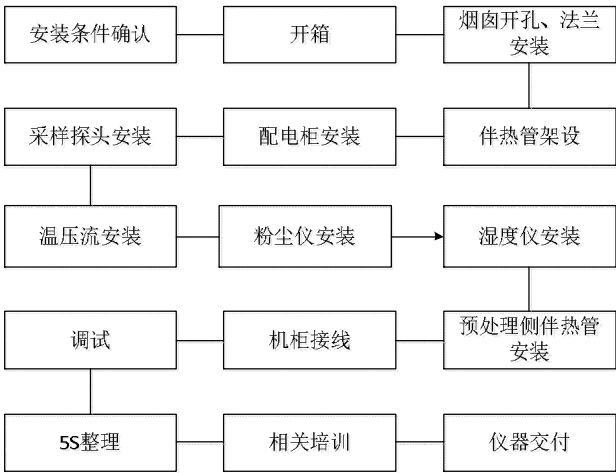 安装条件确认
开箱
烟囱开孔、法兰
安装
采样探头安装
配电柜安装
伴热管架设
温压流安装
粉尘仪安装
湿度仪安装
调试
机柜接线
预处理侧伴热管
安装
5S整理
相关培训
仪器交付